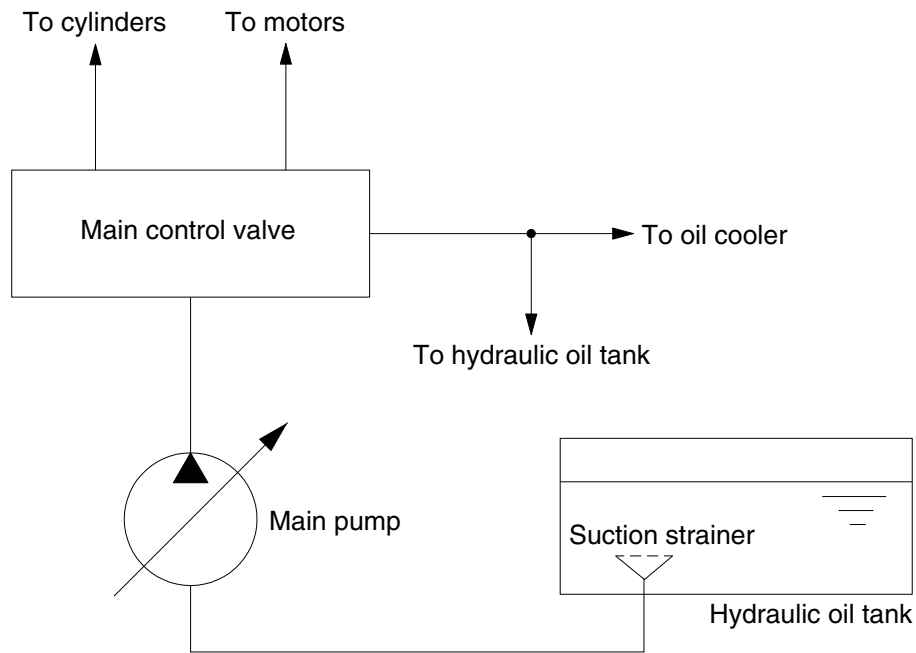 To cylinders
To motors
Main control valve
To oil cooler
To hydraulic oil tank
Main pump
Suction strainer
Hydraulic oil tank